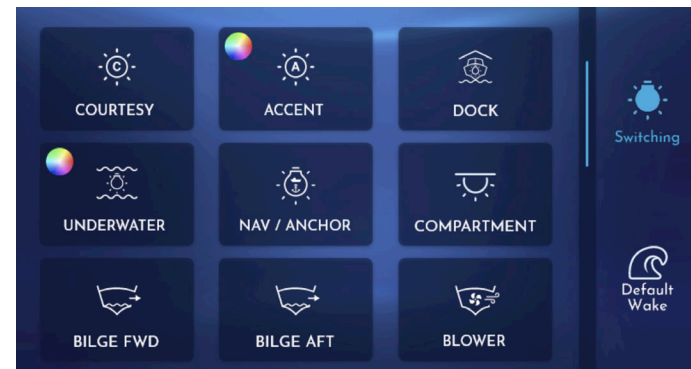 C
A
COURTESY
ACCENT
DOCK
UNDERWATER
NAV / ANCHOR
COMPARTMENT
BILGE FWD
BILGE AFT
BLOWER
Switching
Default
Wake